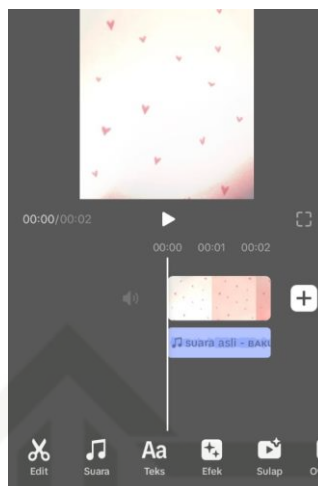 00:00/00:02
00:00 00:01 00:02
suara asli - BAKU
Aa
Edit Suara Teks Efek Sulap